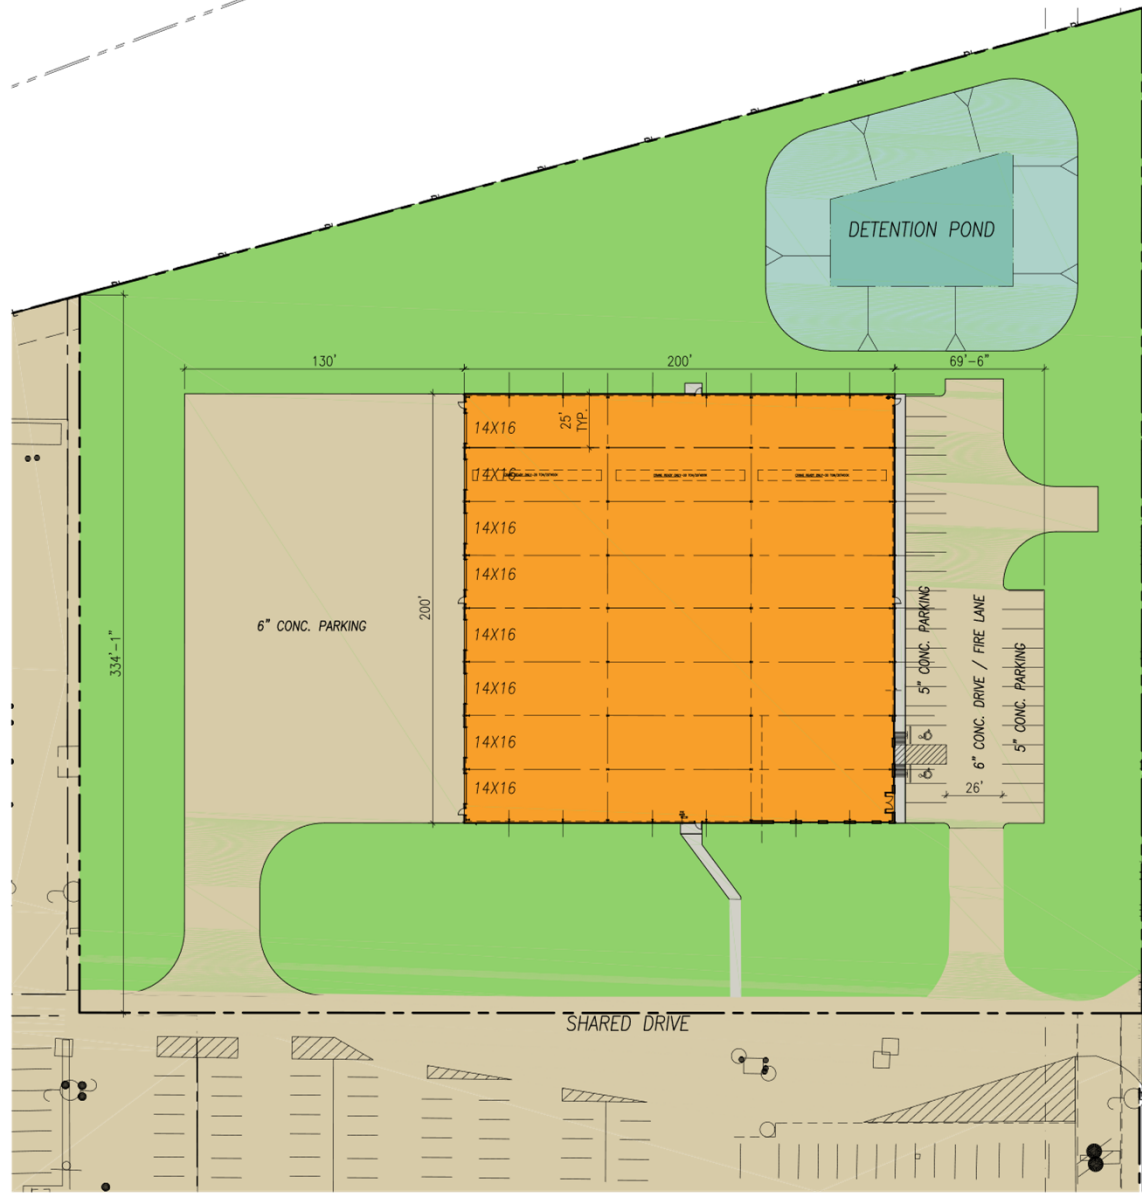 DETENTION POND
130'
200'
69'-6"
25'
TYP.
14X16
14X16
14X16
14X16
14X16
14X16
14X16
14X16
6" CONC. PARKING
200'
334'-1"
5" CONC. PARKING
6" CONC. DRIVE / FIRE LANE
5" CONC. PARKING
26'
SHARED DRIVE